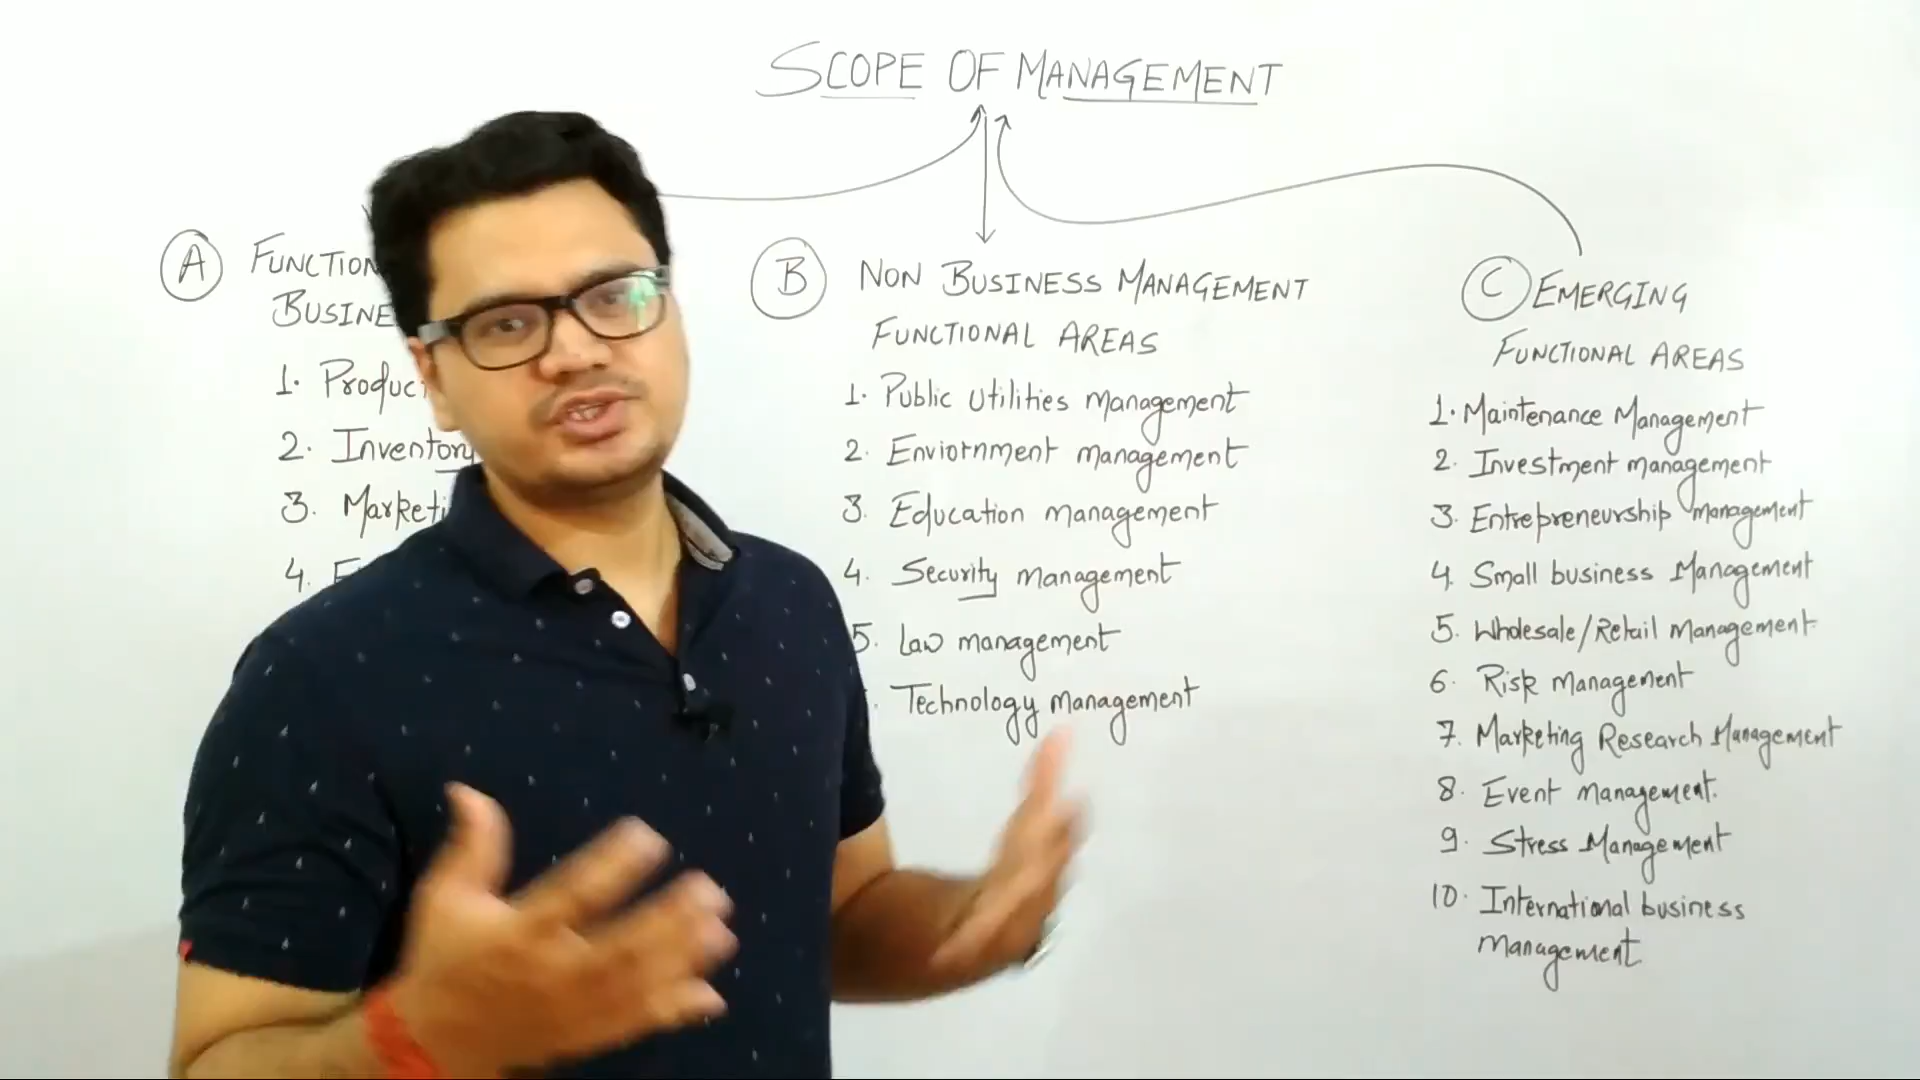 SCOPE OF MANAGEMENT
A
BUSINE
1.
2. Inventory
3.
4.
B NON BUSINESS MANAGEMENT
FUNCTIONAL AREAS
1. Public Utilities management
2. Enviornment management
3. Education management
4. Security management
5. Law management
Technology management
C EMERGING
FUNCTIONAL AREAS
1. Maintenance Management
2. Investment management
3. Entrepreneurship management
4. Small business Management
5. Wholesale/Retail Management
6. Risk management
7. Marketing Research Management
8. Event management.
9. Stress Management
10. International business
management